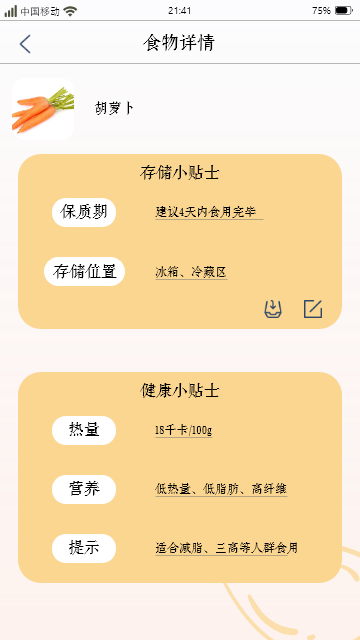 中国移动 21:41 75%
食物详情
胡萝卜
存储小贴士
保质期 建议4天内食用完毕
存储位置 冰箱、冷藏区
健康小贴士
热量 18千卡/100g
营养 低热量、低脂肪、高纤维
提示 适合减脂、三高等人群食用